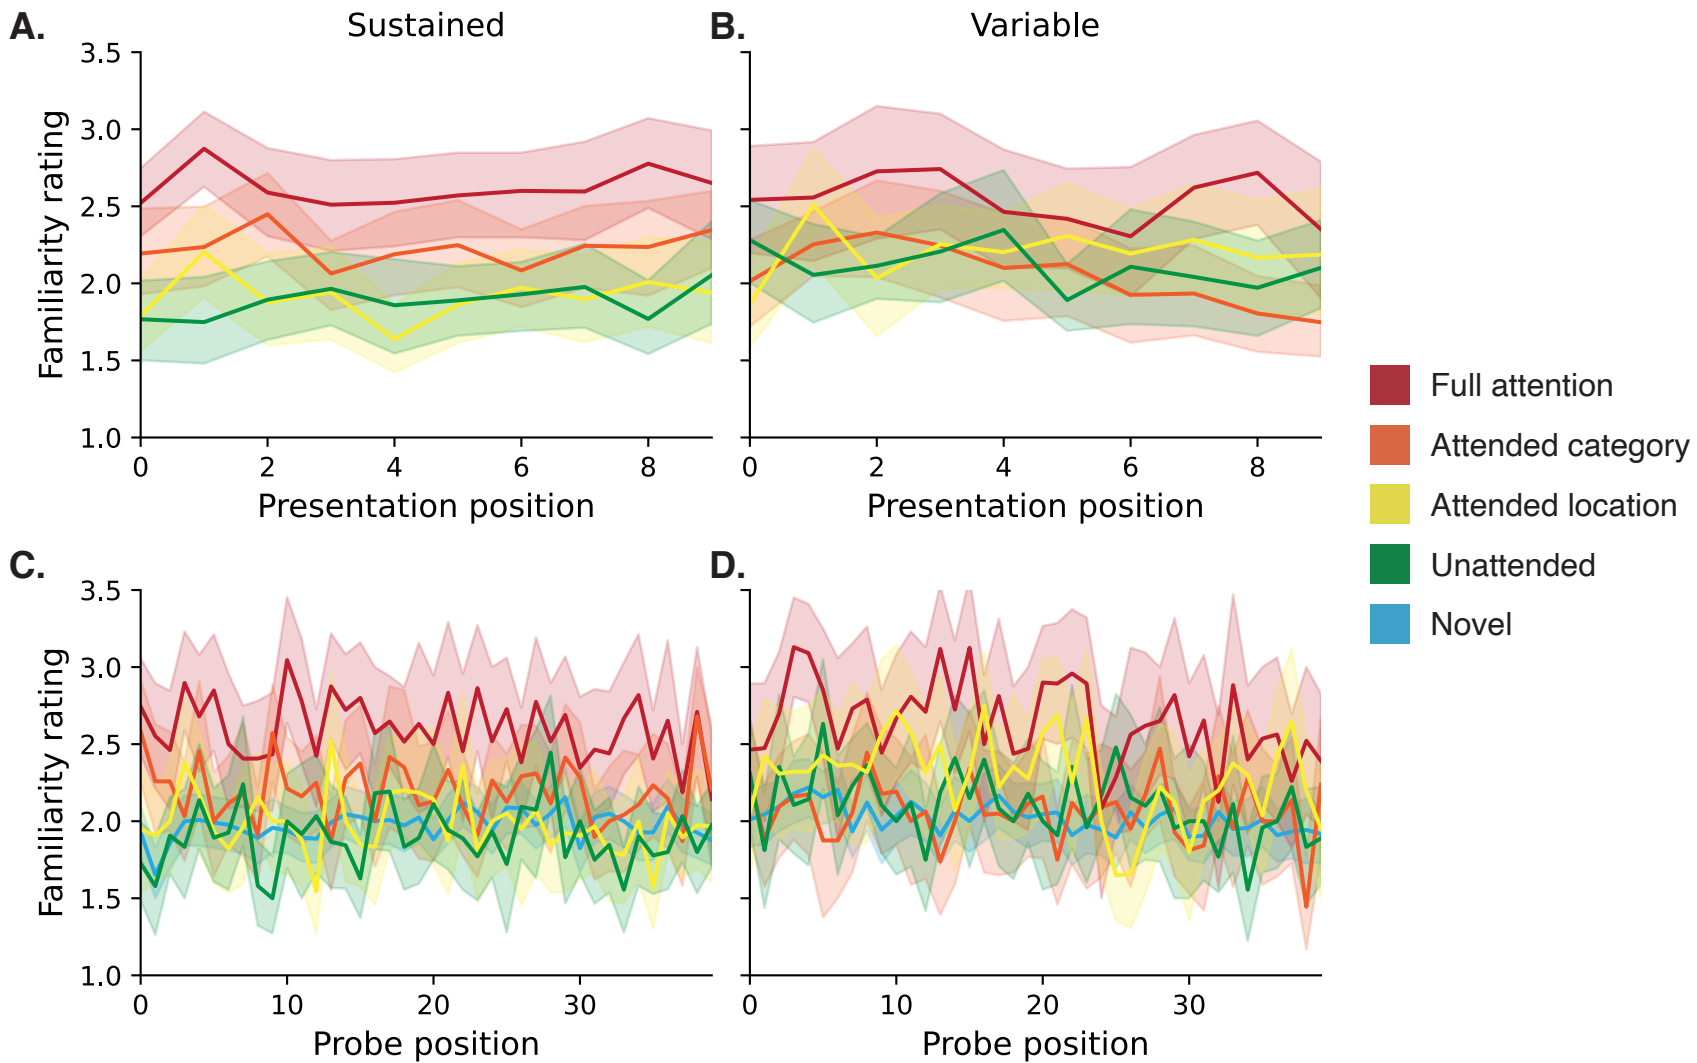 A.
Sustained
3.5
3.0
2.5
2.0
1.5
1.0
Familiarity rating
0 2 4 6 8
Presentation position
B.
Variable
0 2 4 6 8
Presentation position
C.
3.5
3.0
2.5
2.0
1.5
1.0
Familiarity rating
0 10 20 30
Probe position
D.
0 10 20 30
Probe position
Full attention
Attended category
Attended location
Unattended
Novel